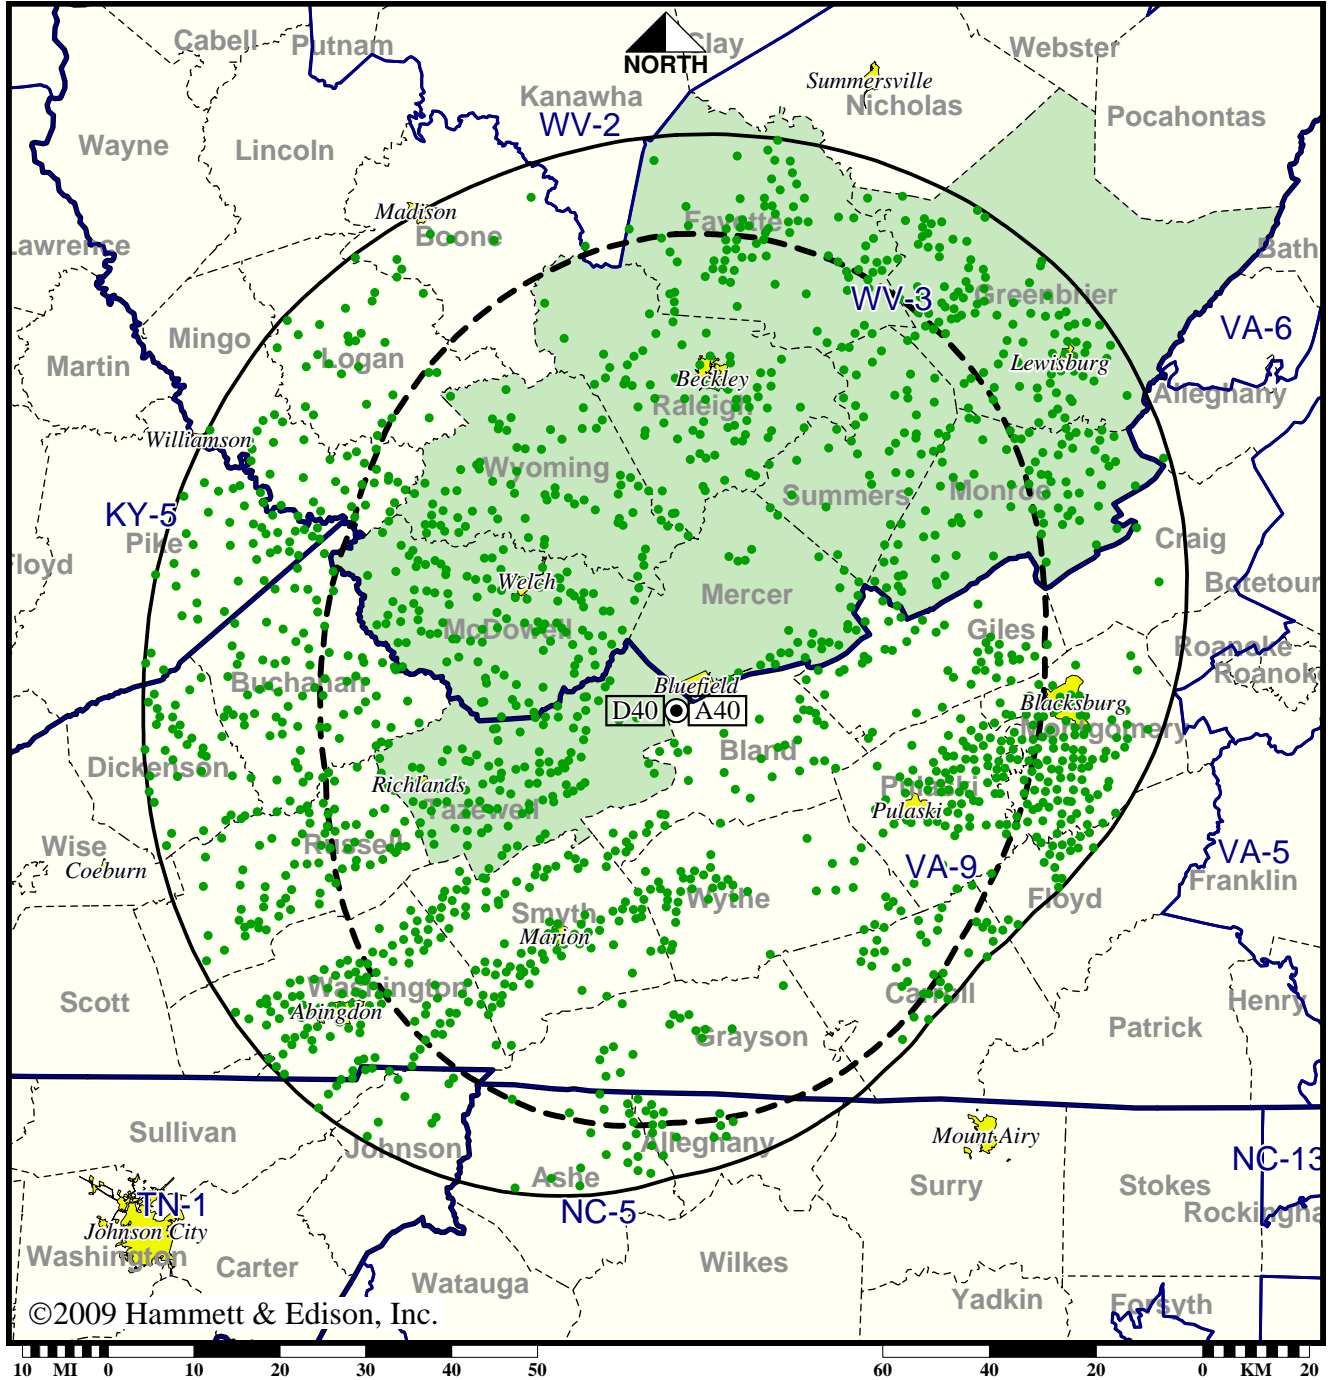 Cabell
Putnam
Clay
Webster
NORTH
Summersville
Nicholas
Kanawha
WV-2
Pocahontas
Wayne
Lincoln
Madison
Boone
Fayette
Lawrence
Bath
WV-3
Greenbrier
VA-6
Mingo
Logan
Martin
Lewisburg
Beckley
Raleigh
Alleghany
Williamson
Wyoming
Summers
Monroe
KY-5
Pike
Craig
Floyd
Welch
Mercer
Botetour
McDowell
Giles
Roanoke
Roanoke
Buchanan
Bluefield
Blacksburg
D40
A40
Montgomery
Bland
Dickenson
Richlands
Tazewell
Pulaski
Pulaski
Russell
Wise
Coeburn
VA-9
VA-5
Franklin
Smyth
Wythe
Floyd
Marion
Washington
Carroll
Scott
Abingdon
Henry
Grayson
Patrick
Sullivan
Johnson
Alleghany
Mount Airy
NC-13
Ashe
Surry
Stokes
TN-1
NC-5
Rockingha
Johnson City
Washington
Carter
Watauga
Wilkes
Yadkin
Forsyth
©2009 Hammett & Edison, Inc.
10 MI 0 10 20 30 40 50 60 40 20 0 KM 20